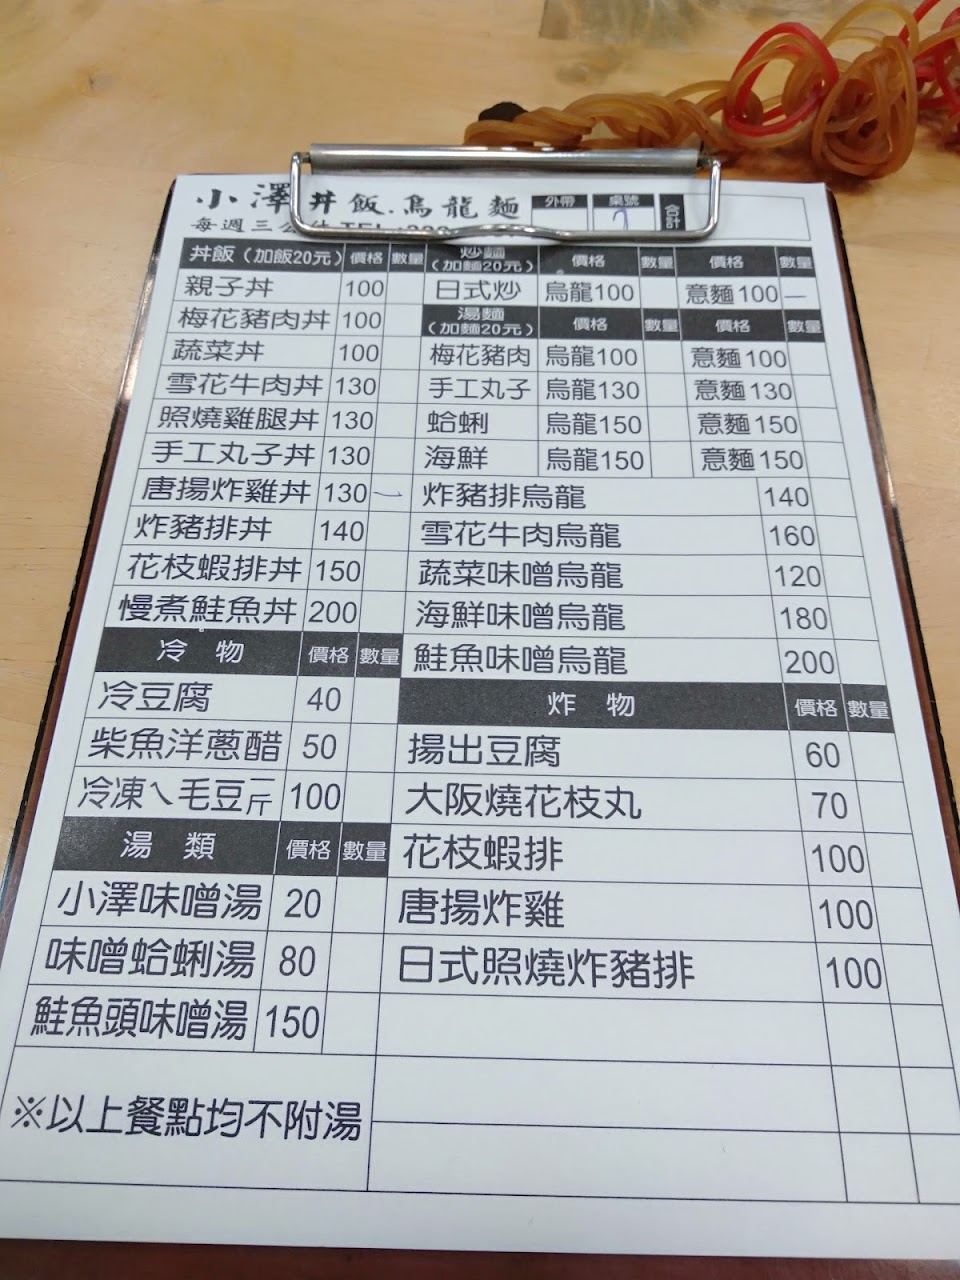 小澤丼飯.烏龍麵
外帶 桌號 合計
每週三公休 TEL:
7
丼飯(加飯20元) 價格 數量
親子丼 100
梅花豬肉丼 100
蔬菜丼 100
雪花牛肉丼 130
照燒雞腿丼 130
手工丸子丼 130
唐揚炸雞丼 130 一
炸豬排丼 140
花枝蝦排丼 150
慢煮鮭魚丼 200
冷 物 價格 數量
冷豆腐 40
柴魚洋蔥醋 50
冷凍ㄟ毛豆一斤 100
湯 類 價格 數量
小澤味噌湯 20
味噌蛤蜊湯 80
鮭魚頭味噌湯 150
※以上餐點均不附湯
炒麵(加麵20元) 價格 數量 價格 數量
日式炒 烏龍100 意麵100 一
湯麵(加麵20元) 價格 數量 價格 數量
梅花豬肉 烏龍100 意麵100
手工丸子 烏龍130 意麵130
蛤蜊 烏龍150 意麵150
海鮮 烏龍150 意麵150
炸豬排烏龍 140
雪花牛肉烏龍 160
蔬菜味噌烏龍 120
海鮮味噌烏龍 180
鮭魚味噌烏龍 200
炸 物 價格 數量
揚出豆腐 60
大阪燒花枝丸 70
花枝蝦排 100
唐揚炸雞 100
日式照燒炸豬排 100